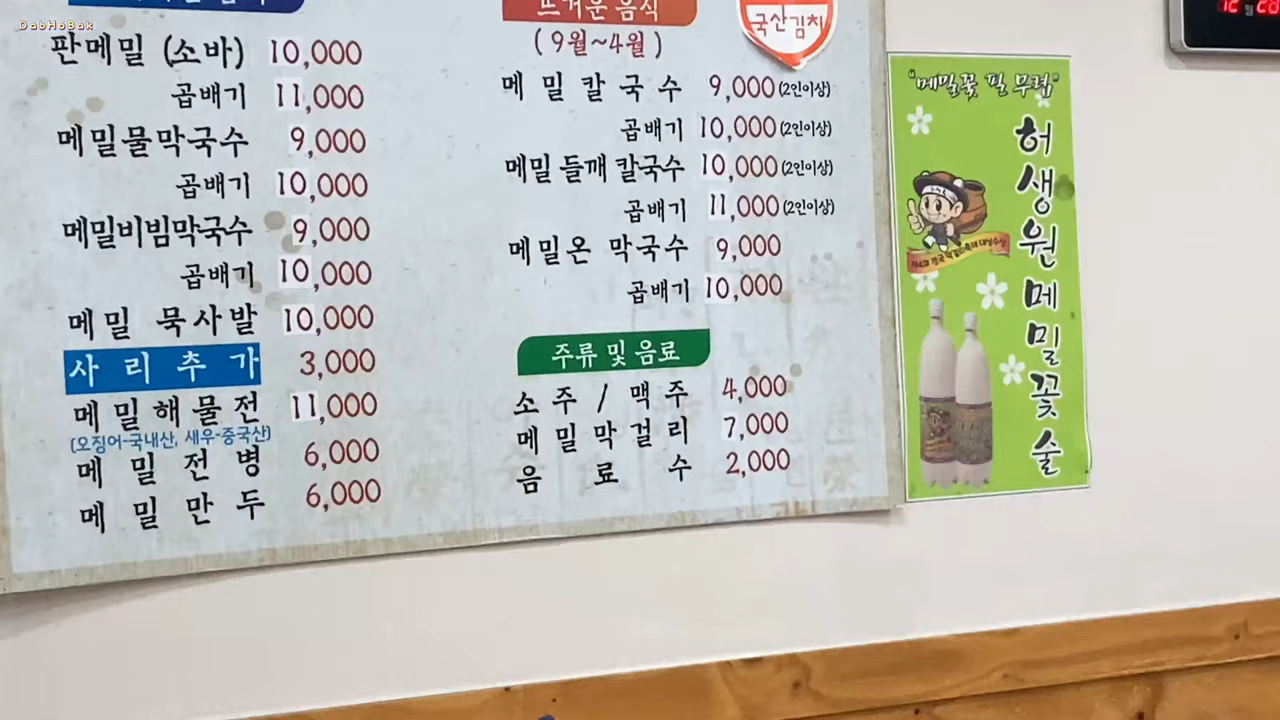 DabHoBak
판메밀 (소바) 10,000
곱배기 11,000
메밀물막국수 9,000
곱배기 10,000
메밀비빔막국수 9,000
곱배기 10,000
메밀 묵사발 10,000
사리추가 3,000
메밀해물전 11,000
(오징어-국내산, 새우-중국산)
메밀전병 6,000
메밀만두 6,000
뜨거운 음식
(9월~4월)
메밀칼국수 9,000 (2인이상)
곱배기 10,000 (2인이상)
메밀 들깨 칼국수 10,000 (2인이상)
곱배기 11,000 (2인이상)
메밀온 막국수 9,000
곱배기 10,000
주류 및 음료
소주 / 맥주 4,000
메밀막걸리 7,000
음료수 2,000
국산김치
"메밀꽃 필 무렵"
허생원메밀꽃술
12월 28